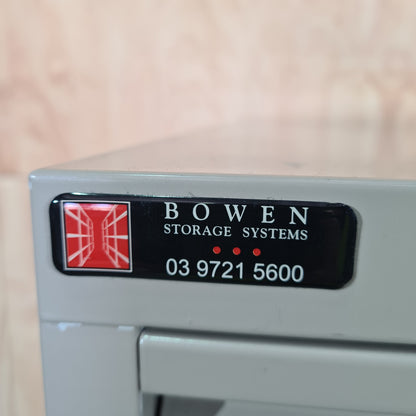 BOWEN
STORAGE SYSTEMS
03 9721 5600